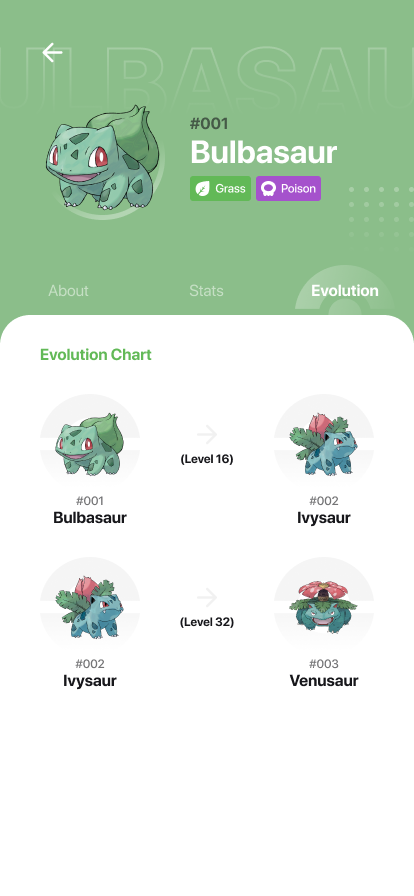 ULBASAU
#001
Bulbasaur
Grass Poison
About Stats Evolution
Evolution Chart
(Level 16)
#001 #002
Bulbasaur Ivysaur
(Level 32)
#002 #003
Ivysaur Venusaur